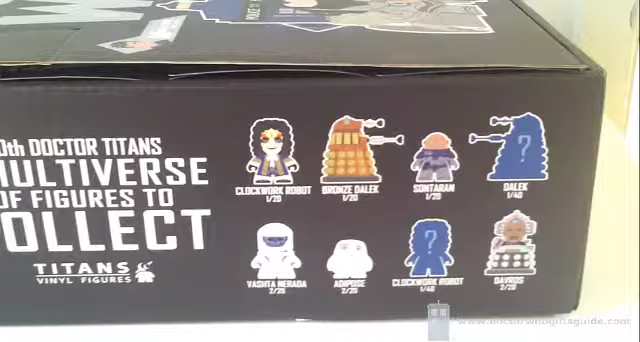 0th DOCTOR TITANS
MULTIVERSE
OF FIGURES TO
OLLECT
TITANS
VINYL FIGURES
CLOCKWORK ROBOT
1/20
BRONZE DALEK
1/20
SONTARAN
1/20
?
DALEK
1/40
VASHTA NERADA
2/20
ADIPOSE
2/20
?
CLOCKWORK ROBOT
1/40
DAVROS
2/20
www.doctorwhogifsguide.com